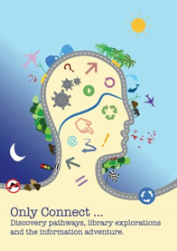 Only Connect ...
Discovery pathways, library explorations
and the information adventure.